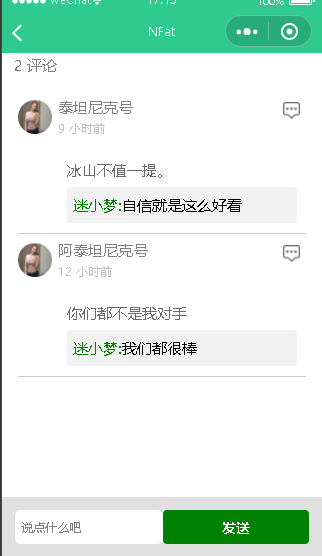 WeChat 17:15 100%
NFat
2 评论
泰坦尼克号
9 小时前
冰山不值一提。
迷小梦:自信就是这么好看
阿泰坦尼克号
12 小时前
你们都不是我对手
迷小梦:我们都很棒
说点什么吧
发送